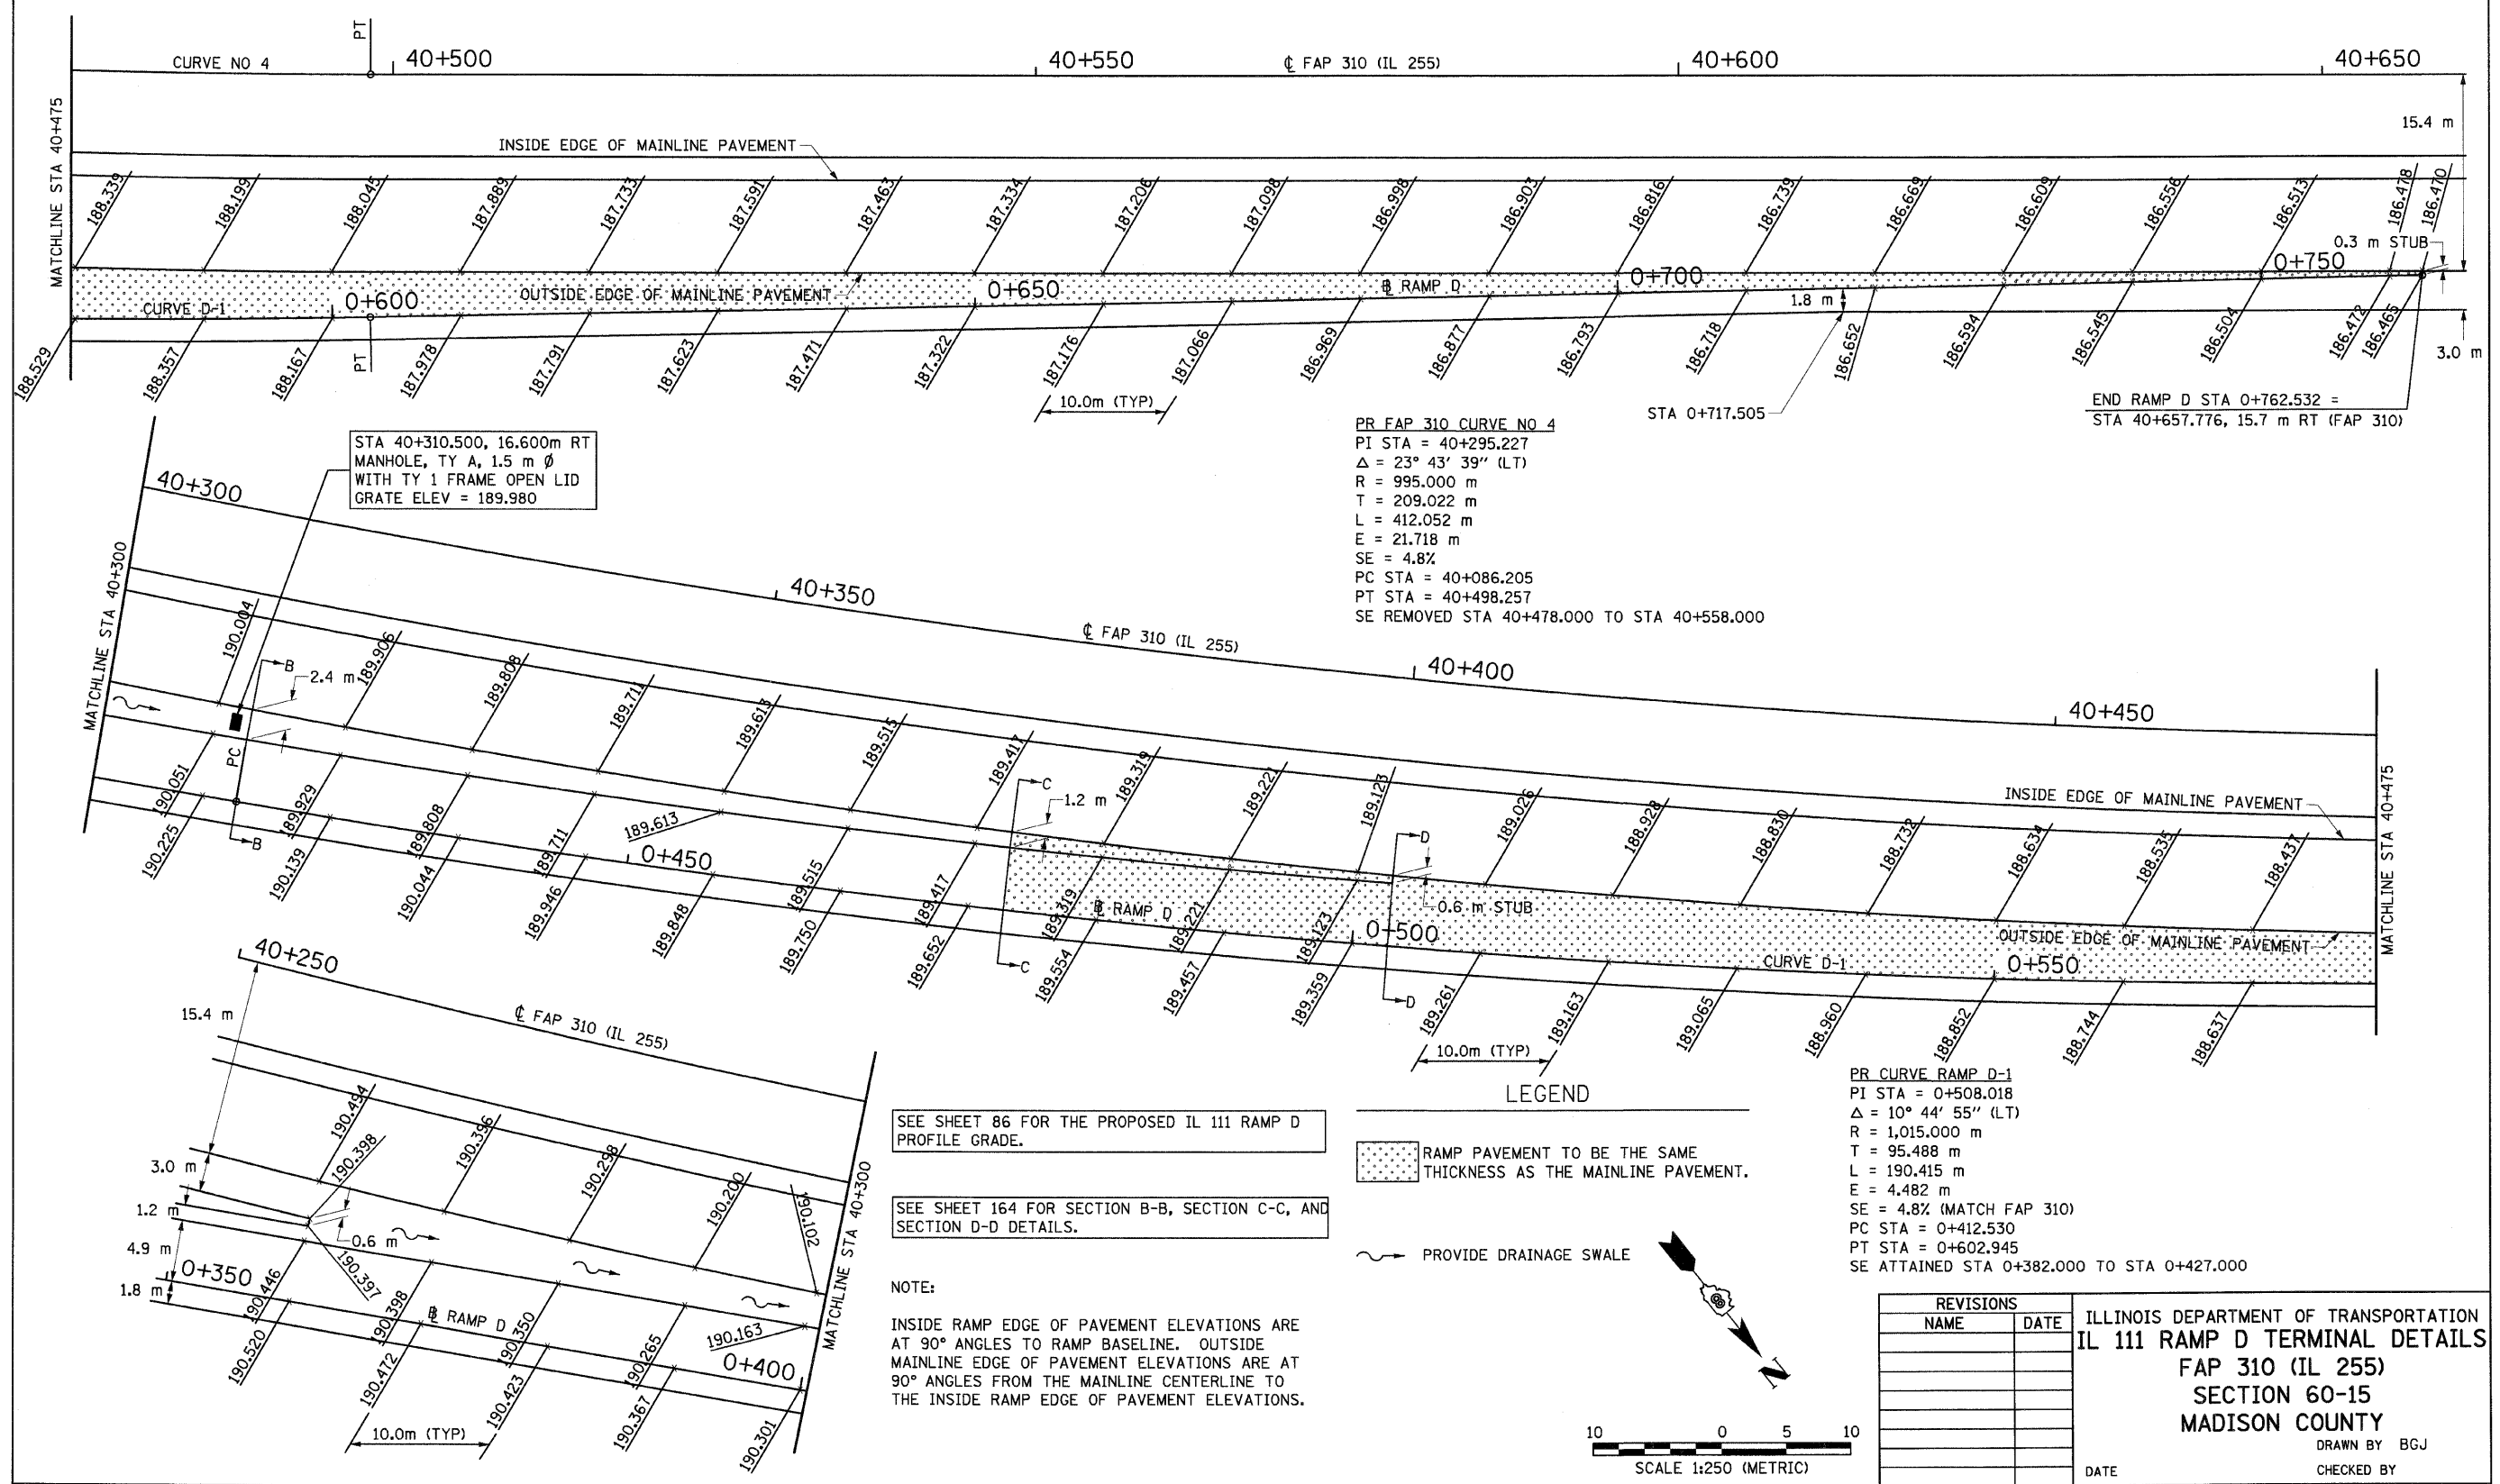 PT
CURVE NO 4
40+500
40+550
℄ FAP 310 (IL 255)
40+600
40+650
MATCHLINE STA 40+475
15.4 m
INSIDE EDGE OF MAINLINE PAVEMENT
188.339
188.199
188.045
187.889
187.733
187.591
187.463
187.334
187.206
187.098
186.998
186.903
186.816
186.739
186.669
186.609
186.556
186.513
186.478
186.470
0.3 m STUB
CURVE D-1
0+600
OUTSIDE EDGE OF MAINLINE PAVEMENT
0+650
B RAMP D
0+700
0+750
1.8 m
PT
188.529
188.357
188.167
187.978
187.791
187.623
187.471
187.322
187.176
187.066
186.969
186.877
186.793
186.718
186.652
186.594
186.545
186.504
186.472
186.465
3.0 m
10.0m (TYP)
STA 0+717.505
END RAMP D STA 0+762.532 =
STA 40+657.776, 15.7 m RT (FAP 310)
STA 40+310.500, 16.600m RT
MANHOLE, TY A, 1.5 m Ø
WITH TY 1 FRAME OPEN LID
GRATE ELEV = 189.980
PR FAP 310 CURVE NO 4
PI STA = 40+295.227
Δ = 23° 43' 39" (LT)
R = 995.000 m
T = 209.022 m
L = 412.052 m
E = 21.718 m
SE = 4.8%
PC STA = 40+086.205
PT STA = 40+498.257
SE REMOVED STA 40+478.000 TO STA 40+558.000
40+300
40+350
℄ FAP 310 (IL 255)
40+400
40+450
MATCHLINE STA 40+300
190.004
B
2.4 m
189.906
189.808
189.711
189.613
189.515
189.417
C
1.2 m
189.319
189.221
189.123
D
189.026
188.928
188.830
188.732
188.634
188.535
188.437
INSIDE EDGE OF MAINLINE PAVEMENT
MATCHLINE STA 40+475
PC
190.051
189.929
189.808
189.711
189.613
189.515
189.417
189.319
189.221
189.123
0+450
B RAMP D
0.6 m STUB
0+500
OUTSIDE EDGE OF MAINLINE PAVEMENT
CURVE D-1
0+550
190.225
B
190.139
190.044
189.946
189.848
189.750
189.652
C
189.554
189.457
189.359
D
189.261
189.163
189.065
188.960
188.852
188.744
188.637
10.0m (TYP)
40+250
15.4 m
℄ FAP 310 (IL 255)
190.494
190.398
190.396
190.298
190.200
190.102
MATCHLINE STA 40+300
3.0 m
1.2 m
0.6 m
4.9 m
0+350
1.8 m
190.446
190.397
190.398
B RAMP D
190.350
190.265
190.163
0+400
190.520
190.472
190.423
190.367
190.301
10.0m (TYP)
SEE SHEET 86 FOR THE PROPOSED IL 111 RAMP D
PROFILE GRADE.
SEE SHEET 164 FOR SECTION B-B, SECTION C-C, AND
SECTION D-D DETAILS.
NOTE:
INSIDE RAMP EDGE OF PAVEMENT ELEVATIONS ARE
AT 90° ANGLES TO RAMP BASELINE. OUTSIDE
MAINLINE EDGE OF PAVEMENT ELEVATIONS ARE AT
90° ANGLES FROM THE MAINLINE CENTERLINE TO
THE INSIDE RAMP EDGE OF PAVEMENT ELEVATIONS.
LEGEND
RAMP PAVEMENT TO BE THE SAME
THICKNESS AS THE MAINLINE PAVEMENT.
PROVIDE DRAINAGE SWALE
N
10 0 5 10
SCALE 1:250 (METRIC)
PR CURVE RAMP D-1
PI STA = 0+508.018
Δ = 10° 44' 55" (LT)
R = 1,015.000 m
T = 95.488 m
L = 190.415 m
E = 4.482 m
SE = 4.8% (MATCH FAP 310)
PC STA = 0+412.530
PT STA = 0+602.945
SE ATTAINED STA 0+382.000 TO STA 0+427.000
REVISIONS
NAME DATE
ILLINOIS DEPARTMENT OF TRANSPORTATION
IL 111 RAMP D TERMINAL DETAILS
FAP 310 (IL 255)
SECTION 60-15
MADISON COUNTY
DRAWN BY BGJ
DATE CHECKED BY